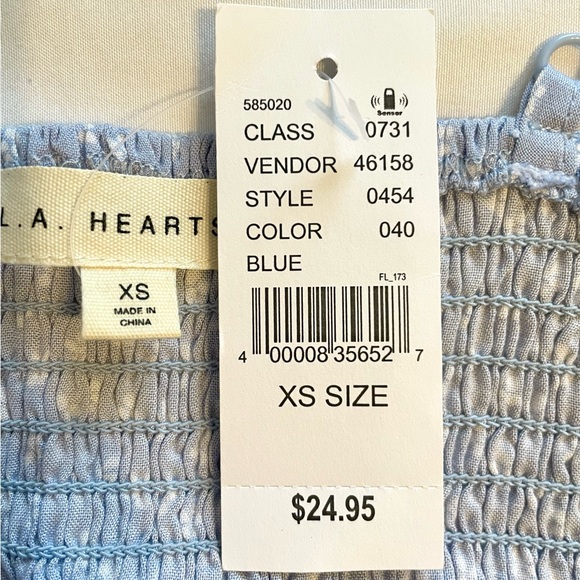 L.A. HEARTS
XS
MADE IN
CHINA
585020
Sensor
CLASS 0731
VENDOR 46158
STYLE 0454
COLOR 040
BLUE
FL_173
4 00008 35652 7
XS SIZE
$24.95